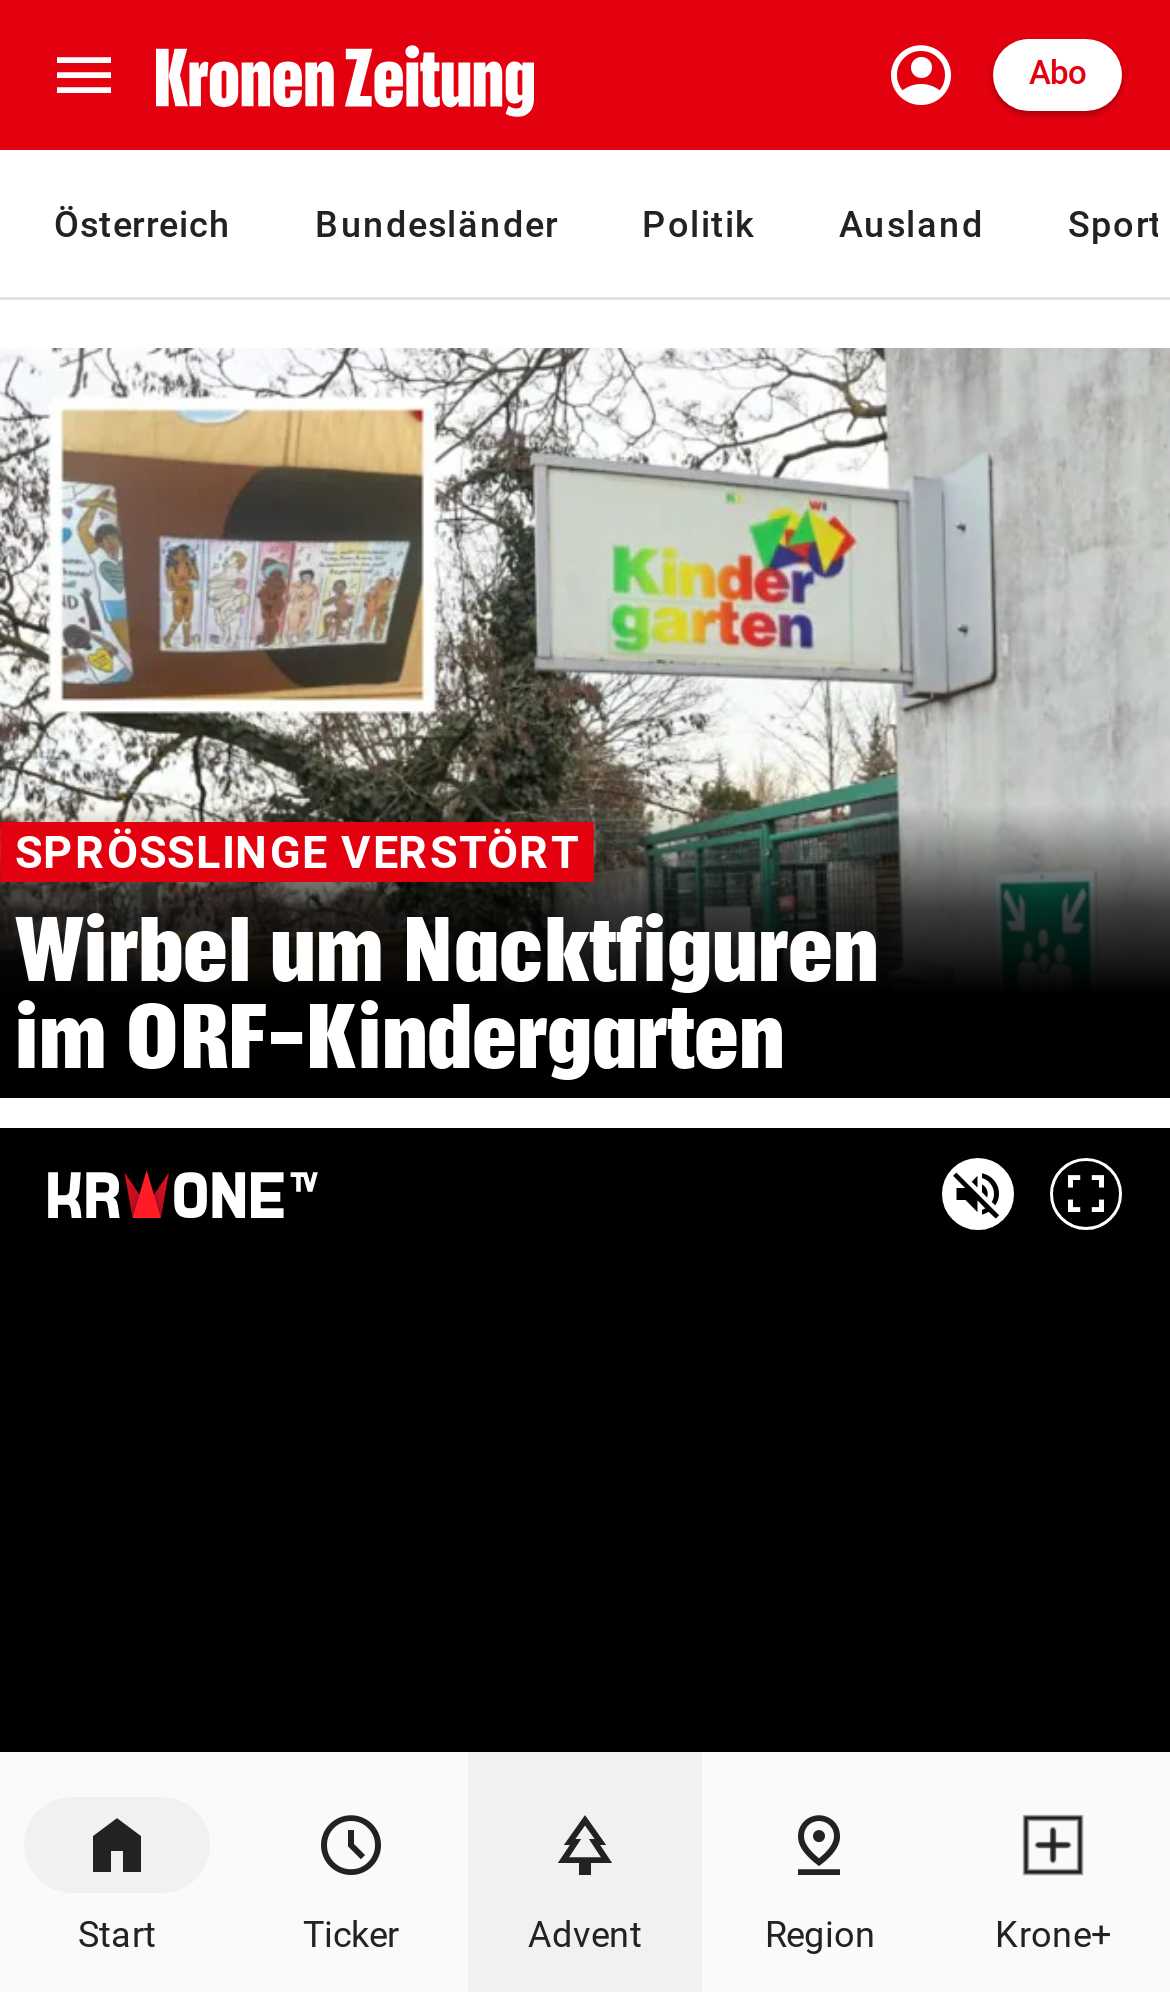 Kronen Zeitung
Abo
Österreich Bundesländer Politik Ausland Sport
Kinder
garten
SPRÖSSLINGE VERSTÖRT
Wirbel um Nacktfiguren
im ORF-Kindergarten
KRONE TV
Start Ticker Advent Region Krone+